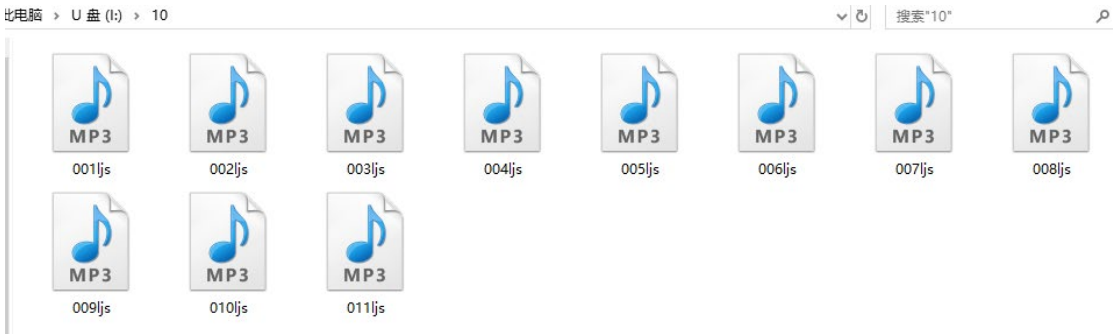 此电脑 > U 盘 (I:) > 10 搜索"10"
MP3 MP3 MP3 MP3 MP3 MP3 MP3 MP3
001ljs 002ljs 003ljs 004ljs 005ljs 006ljs 007ljs 008ljs
MP3 MP3 MP3
009ljs 010ljs 011ljs